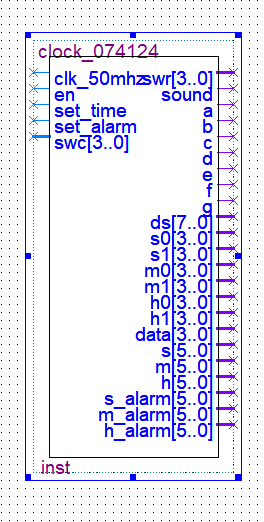 clock_074124
clk_50mhz swr[3..0]
en sound
set_time a
set_alarm b
swc[3..0] c
d
e
f
g
ds[7..0]
s0[3..0]
s1[3..0]
m0[3..0]
m1[3..0]
h0[3..0]
h1[3..0]
data[3..0]
s[5..0]
m[5..0]
h[5..0]
s_alarm[5..0]
m_alarm[5..0]
h_alarm[5..0]
inst